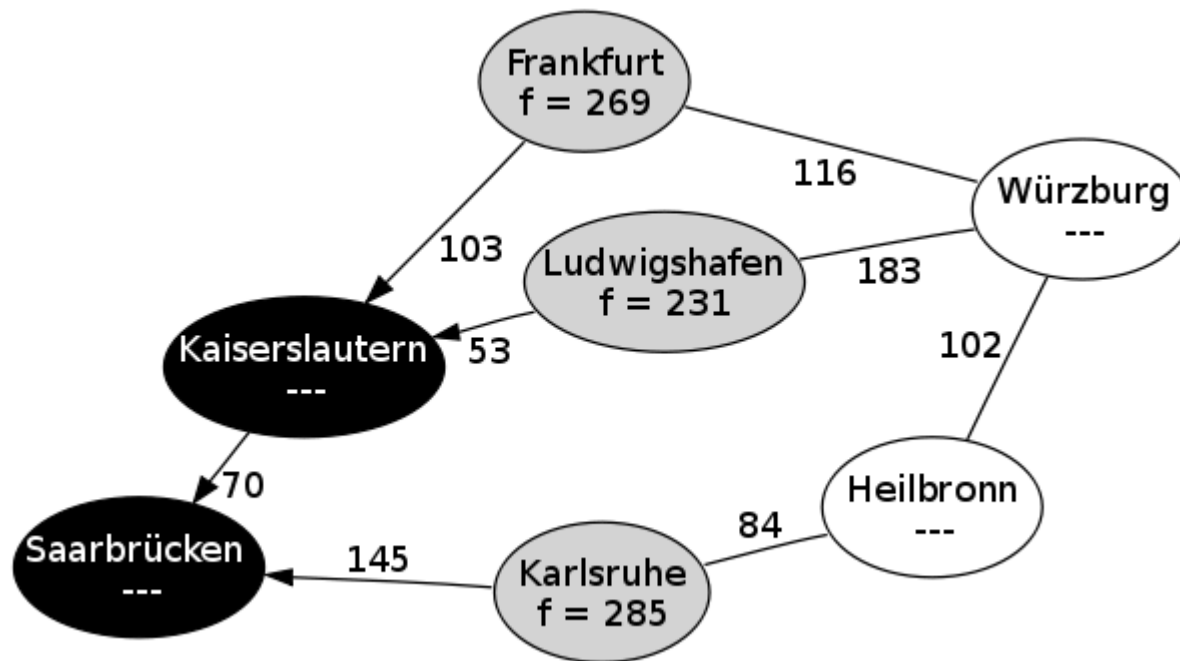 Frankfurt
f = 269
116
Würzburg
---
103
Ludwigshafen
f = 231
183
Kaiserslautern
---
53
102
70
Heilbronn
---
84
Saarbrücken
---
145
Karlsruhe
f = 285